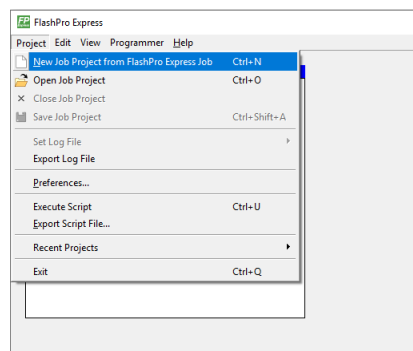 FP FlashPro Express
Project Edit View Programmer Help
New Job Project from FlashPro Express Job Ctrl+N
Open Job Project Ctrl+O
Close Job Project
Save Job Project Ctrl+Shift+A
Set Log File
Export Log File
Preferences...
Execute Script Ctrl+U
Export Script File...
Recent Projects
Exit Ctrl+Q